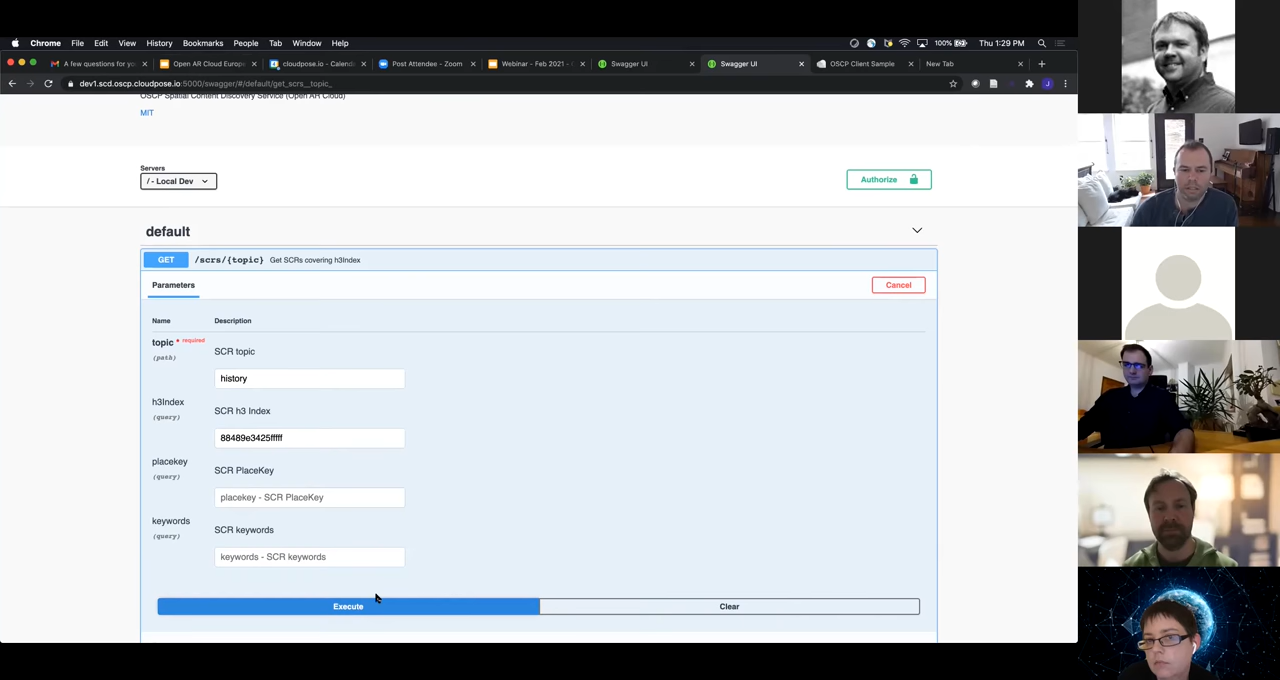 Chrome File Edit View History Bookmarks People Tab Window Help 100% Thu 1:29 PM
A few questions for you Open AR Cloud Europe cloudpose.io - Calend Post Attendee - Zoom Webinar - Feb 2021 - Swagger UI Swagger UI OSCP Client Sample New Tab
dev1.scd.oscp.cloudpose.io:5000/swagger/#/default/get_scrs__topic_
OSCP Spatial Content Discovery Service (Open AR Cloud)
MIT
Servers
/ - Local Dev
Authorize
default
GET /scrs/{topic} Get SCRs covering h3Index
Parameters
Cancel
Name Description
topic * required
(path)
SCR topic
history
h3Index
(query)
SCR h3 Index
88489e3425fffff
placekey
(query)
SCR PlaceKey
placekey - SCR PlaceKey
keywords
(query)
SCR keywords
keywords - SCR keywords
Execute Clear